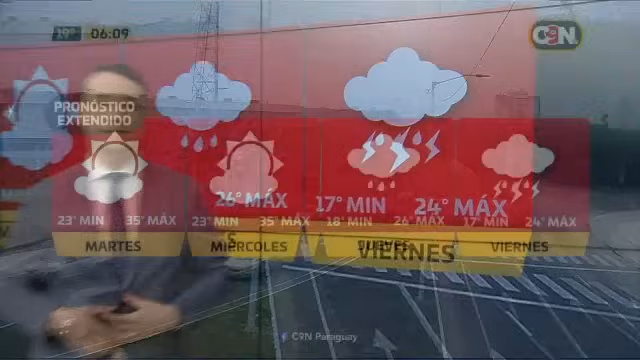 19° 06:09
C9N
PRONÓSTICO
EXTENDIDO
26° MÁX 17° MIN 24° MÁX
23° MIN 35° MÁX 23° MIN 35° MÁX 18° MIN 26° MÁX 17° MIN 24° MÁX
MARTES MIÉRCOLES JUEVES VIERNES
VIERNES
C9N Paraguay